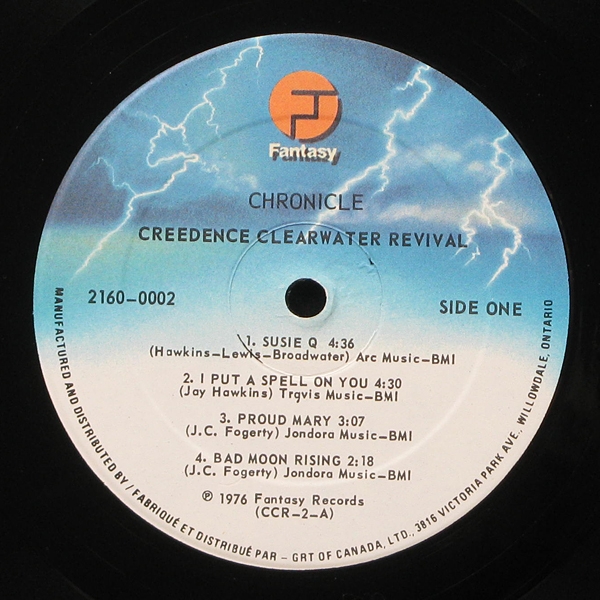 Fantasy
CHRONICLE
CREEDENCE CLEARWATER REVIVAL
2160-0002
SIDE ONE
1. SUSIE Q 4:36
(Hawkins-Lewis-Broadwater) Arc Music-BMI
2. I PUT A SPELL ON YOU 4:30
(Jay Hawkins) Travis Music-BMI
3. PROUD MARY 3:07
(J.C. Fogerty) Jondora Music-BMI
4. BAD MOON RISING 2:18
(J.C. Fogerty) Jondora Music-BMI
℗ 1976 Fantasy Records
(CCR-2-A)
MANUFACTURED AND DISTRIBUTED BY / FABRIQUÉ ET DISTRIBUÉ PAR - GRT OF CANADA, LTD., 3816 VICTORIA PARK AVE., WILLOWDALE, ONTARIO